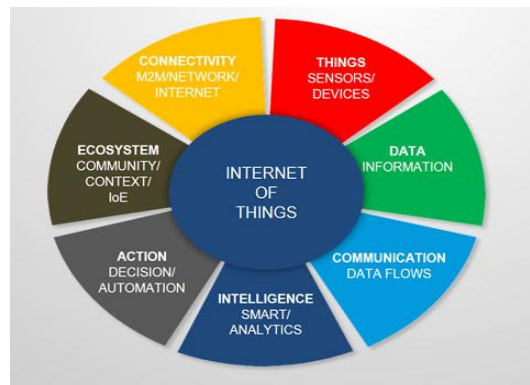 CONNECTIVITY
M2M/NETWORK/
INTERNET
THINGS
SENSORS/
DEVICES
ECOSYSTEM
COMMUNITY/
CONTEXT/
IoE
INTERNET
OF
THINGS
DATA
INFORMATION
ACTION
DECISION/
AUTOMATION
INTELLIGENCE
SMART/
ANALYTICS
COMMUNICATION
DATA FLOWS